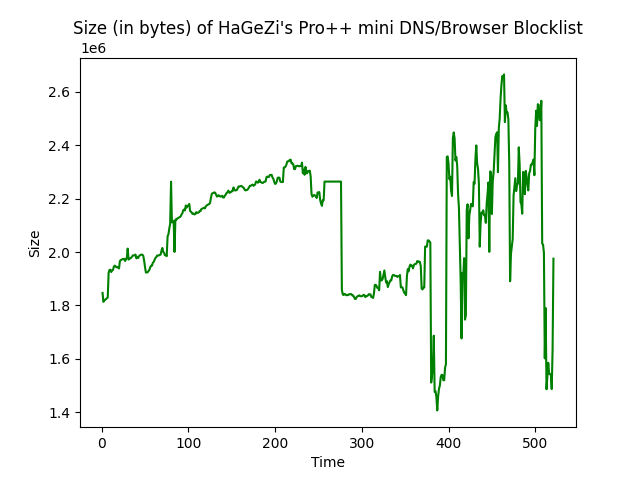 Size (in bytes) of HaGeZi's Pro++ mini DNS/Browser Blocklist
1e6
2.6
2.4
2.2
2.0
1.8
1.6
1.4
Size
0 100 200 300 400 500
Time